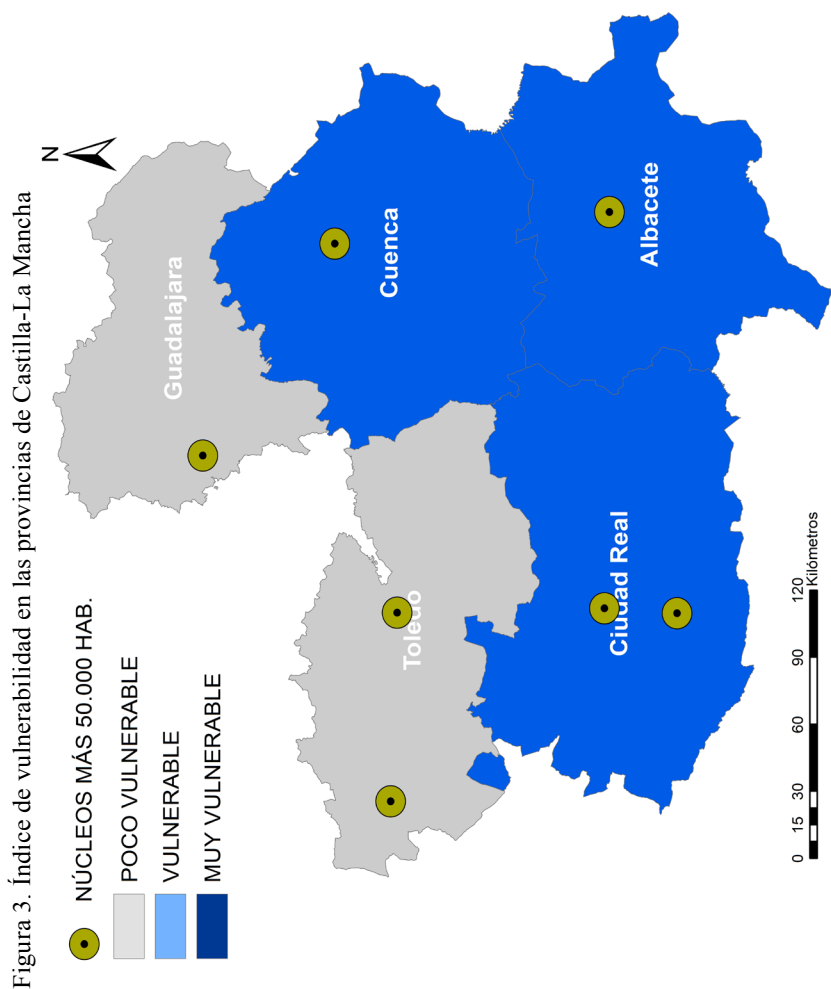 Figura 3. Índice de vulnerabilidad en las provincias de Castilla-La Mancha
NÚCLEOS MÁS 50.000 HAB.
POCO VULNERABLE
VULNERABLE
MUY VULNERABLE
N
Guadalajara
Cuenca
Toledo
Ciudad Real
Albacete
0 15 30 60 90 120
Kilómetros